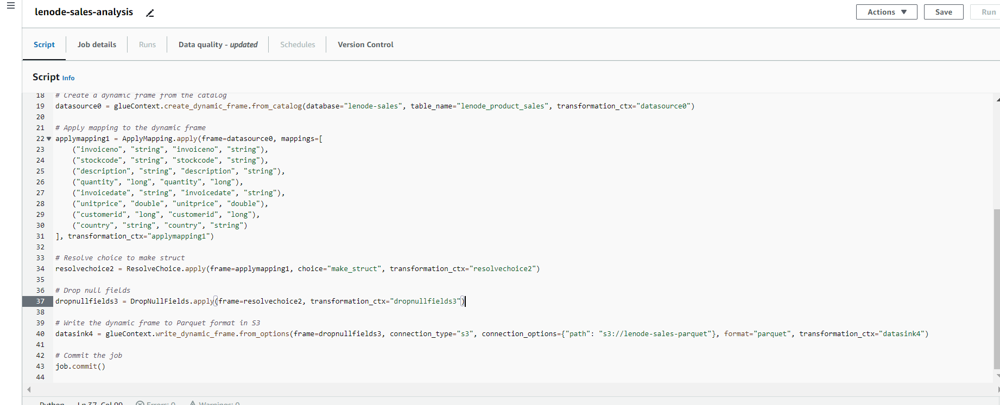 lenode-sales-analysis
Actions ▼ Save Run
Script Job details Runs Data quality - updated Schedules Version Control
Script Info
18 # Create a dynamic frame from the catalog
19 datasource0 = glueContext.create_dynamic_frame.from_catalog(database="lenode-sales", table_name="lenode_product_sales", transformation_ctx="datasource0")
20
21 # Apply mapping to the dynamic frame
22 applymapping1 = ApplyMapping.apply(frame=datasource0, mappings=[
23     ("invoiceno", "string", "invoiceno", "string"),
24     ("stockcode", "string", "stockcode", "string"),
25     ("description", "string", "description", "string"),
26     ("quantity", "long", "quantity", "long"),
27     ("invoicedate", "string", "invoicedate", "string"),
28     ("unitprice", "double", "unitprice", "double"),
29     ("customerid", "long", "customerid", "long"),
30     ("country", "string", "country", "string")
31 ], transformation_ctx="applymapping1")
32
33 # Resolve choice to make struct
34 resolvechoice2 = ResolveChoice.apply(frame=applymapping1, choice="make_struct", transformation_ctx="resolvechoice2")
35
36 # Drop null fields
37 dropnullfields3 = DropNullFields.apply(frame=resolvechoice2, transformation_ctx="dropnullfields3")
38
39 # Write the dynamic frame to Parquet format in S3
40 datasink4 = glueContext.write_dynamic_frame.from_options(frame=dropnullfields3, connection_type="s3", connection_options={"path": "s3://lenode-sales-parquet"}, format="parquet", transformation_ctx="datasink4")
41
42 # Commit the job
43 job.commit()
44
Python Ln 37, Col 99 Errors: 0 Warnings: 0